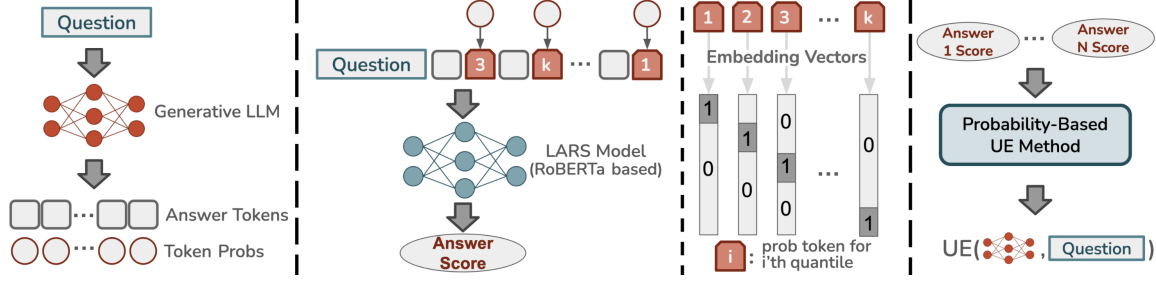 Question
Generative LLM
...
Answer Tokens
...
Token Probs
Question
3
k
...
1
LARS Model
(RoBERTa based)
Answer
Score
1
2
3
...
k
Embedding Vectors
1
0
1
0
0
1
0
...
0
1
i
: prob token for
i'th quantile
Answer
1 Score
...
Answer
N Score
Probability-Based
UE Method
UE( , Question )